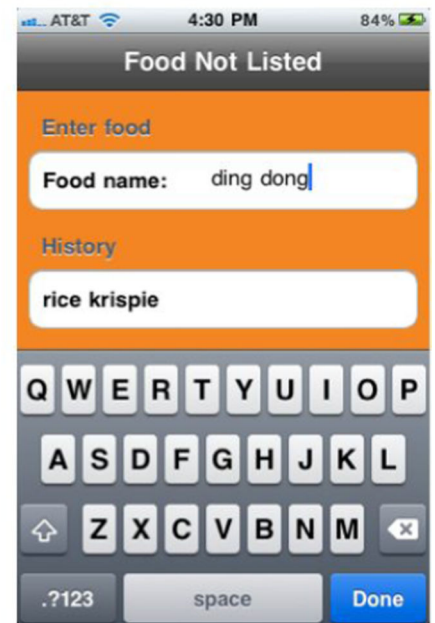 AT&T 4:30 PM 84%
Food Not Listed
Enter food
Food name: ding dong
History
rice krispie
Q W E R T Y U I O P
A S D F G H J K L
Z X C V B N M
.?123 space Done